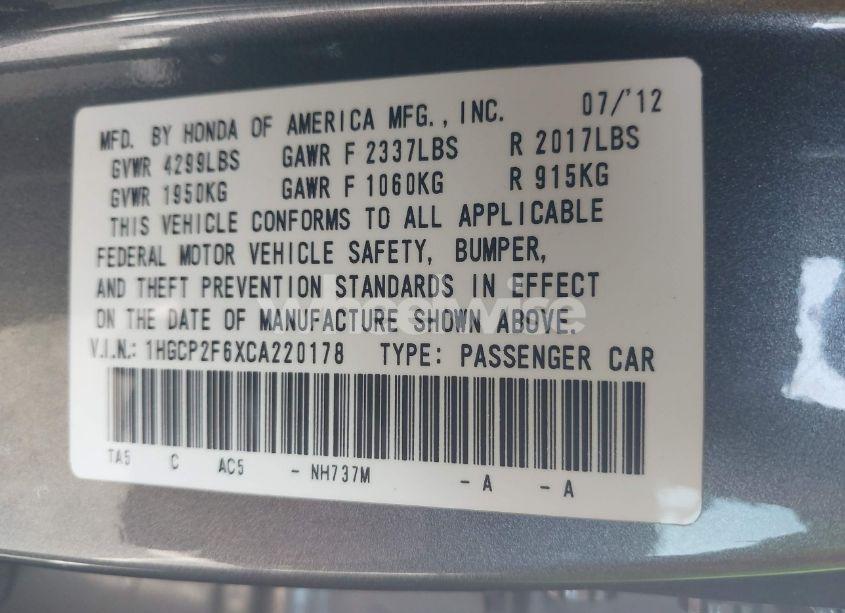 MFD. BY HONDA OF AMERICA MFG., INC. 07/'12
GVWR 4299LBS GAWR F 2337LBS R 2017LBS
GVWR 1950KG GAWR F 1060KG R 915KG
THIS VEHICLE CONFORMS TO ALL APPLICABLE
FEDERAL MOTOR VEHICLE SAFETY, BUMPER,
AND THEFT PREVENTION STANDARDS IN EFFECT
ON THE DATE OF MANUFACTURE SHOWN ABOVE.
wheelwire
V.I.N.: 1HGCP2F6XCA220178 TYPE: PASSENGER CAR
TA5 C AC5 - NH737M - A - A